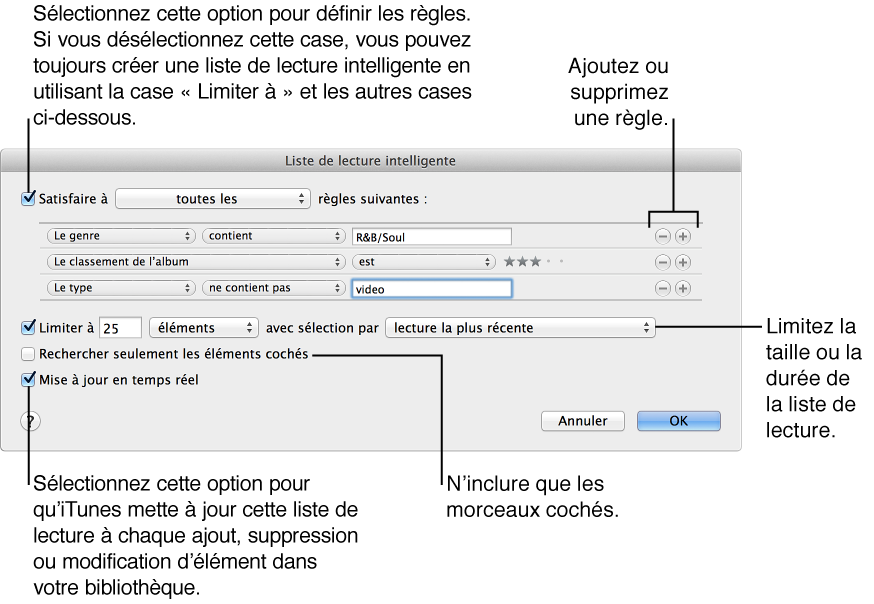 Sélectionnez cette option pour définir les règles.
Si vous désélectionnez cette case, vous pouvez
toujours créer une liste de lecture intelligente en
utilisant la case « Limiter à » et les autres cases
ci-dessous.
Ajoutez ou
supprimez
une règle.
Liste de lecture intelligente
Satisfaire à toutes les règles suivantes :
Le genre contient R&B/Soul
Le classement de l'album est ★★★ • •
Le type ne contient pas video
Limiter à 25 éléments avec sélection par lecture la plus récente
Rechercher seulement les éléments cochés
Mise à jour en temps réel
? Annuler OK
Limitez la
taille ou la
durée de
la liste de
lecture.
Sélectionnez cette option pour
qu'iTunes mette à jour cette liste de
lecture à chaque ajout, suppression
ou modification d'élément dans
votre bibliothèque.
N'inclure que les
morceaux cochés.